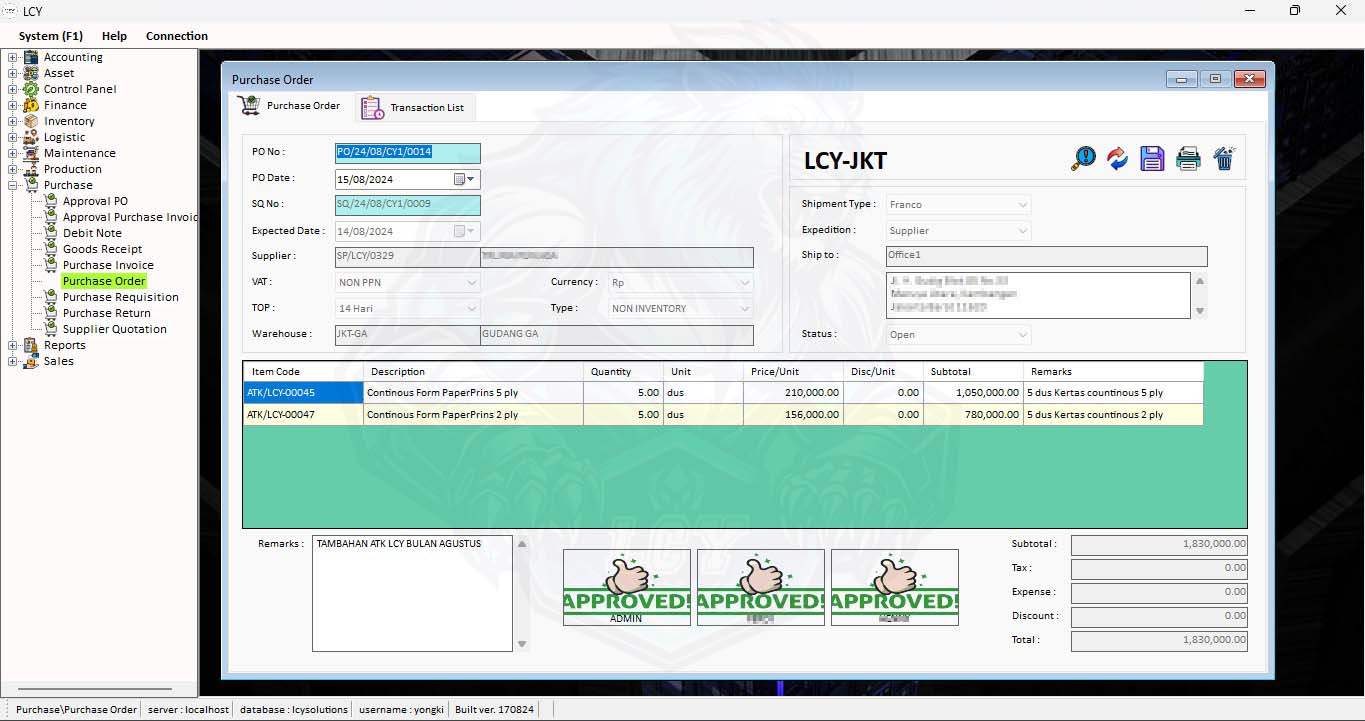 LCY
System (F1) Help Connection
Accounting
Asset
Control Panel
Finance
Inventory
Logistic
Maintenance
Production
Purchase
Approval PO
Approval Purchase Invoic
Debit Note
Goods Receipt
Purchase Invoice
Purchase Order
Purchase Requisition
Purchase Return
Supplier Quotation
Reports
Sales
Purchase Order
Purchase Order Transaction List
PO No : PO/24/08/CY1/0014
PO Date : 15/08/2024
SQ No : SQ/24/08/CY1/0009
Expected Date : 14/08/2024
Supplier : SP/LCY/0329
VAT : NON PPN Currency : Rp
TOP : 14 Hari Type : NON INVENTORY
Warehouse : JKT-GA GUDANG GA
LCY-JKT
Shipment Type : Franco
Expedition : Supplier
Ship to : Office1
Status : Open
Item Code Description Quantity Unit Price/Unit Disc/Unit Subtotal Remarks
ATK/LCY-00045 Continous Form PaperPrins 5 ply 5.00 dus 210,000.00 0.00 1,050,000.00 5 dus Kertas countinous 5 ply
ATK/LCY-00047 Continous Form PaperPrins 2 ply 5.00 dus 156,000.00 0.00 780,000.00 5 dus Kertas countinous 2 ply
LCY
Remarks : TAMBAHAN ATK LCY BULAN AGUSTUS
APPROVED! APPROVED! APPROVED!
ADMIN
Subtotal : 1,830,000.00
Tax : 0.00
Expense : 0.00
Discount : 0.00
Total : 1,830,000.00
Purchase\Purchase Order server : localhost database : lcysolutions username : yongki Built ver. 170824